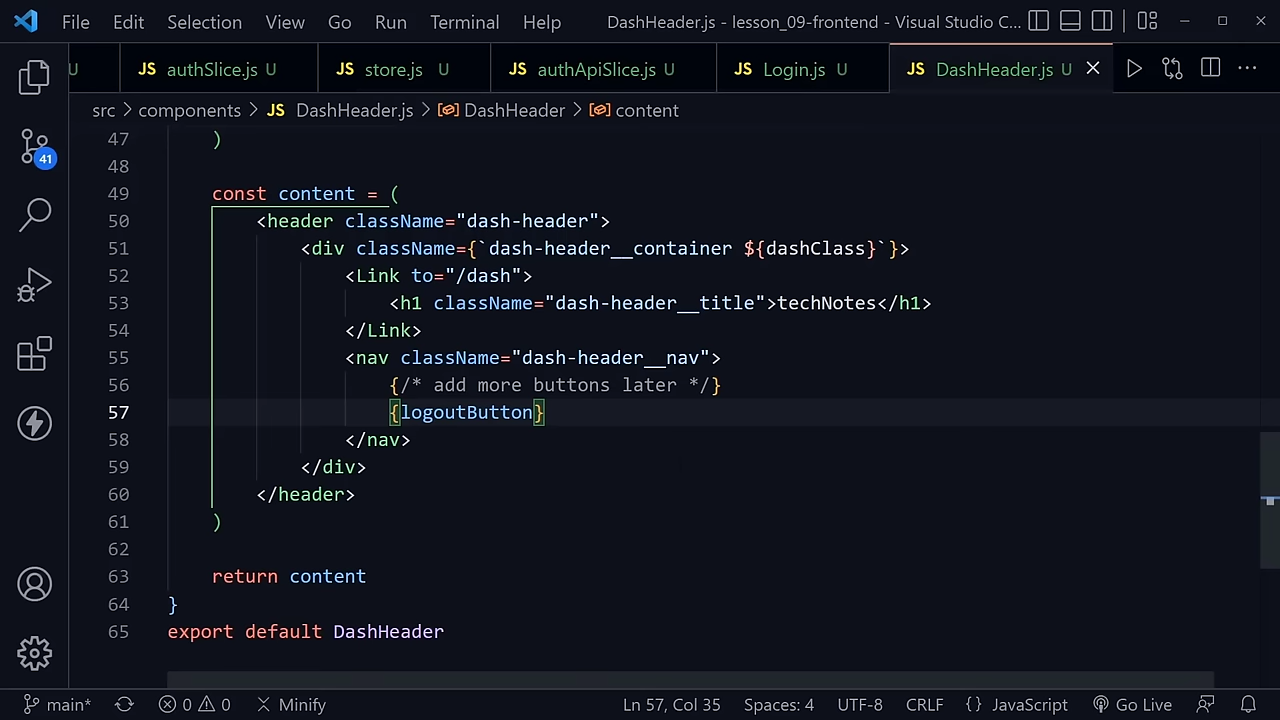 File Edit Selection View Go Run Terminal Help DashHeader.js - lesson_09-frontend - Visual Studio C...
U JS authSlice.js U JS store.js U JS authApiSlice.js U JS Login.js U JS DashHeader.js U
src > components > JS DashHeader.js > DashHeader > content
47 )
48
49 const content = (
50 <header className="dash-header">
51 <div className={`dash-header__container ${dashClass}`}>
52 <Link to="/dash">
53 <h1 className="dash-header__title">techNotes</h1>
54 </Link>
55 <nav className="dash-header__nav">
56 {/* add more buttons later */}
57 {logoutButton}
58 </nav>
59 </div>
60 </header>
61 )
62
63 return content
64 }
65 export default DashHeader
41
main* 0 0 Minify Ln 57, Col 35 Spaces: 4 UTF-8 CRLF {} JavaScript Go Live